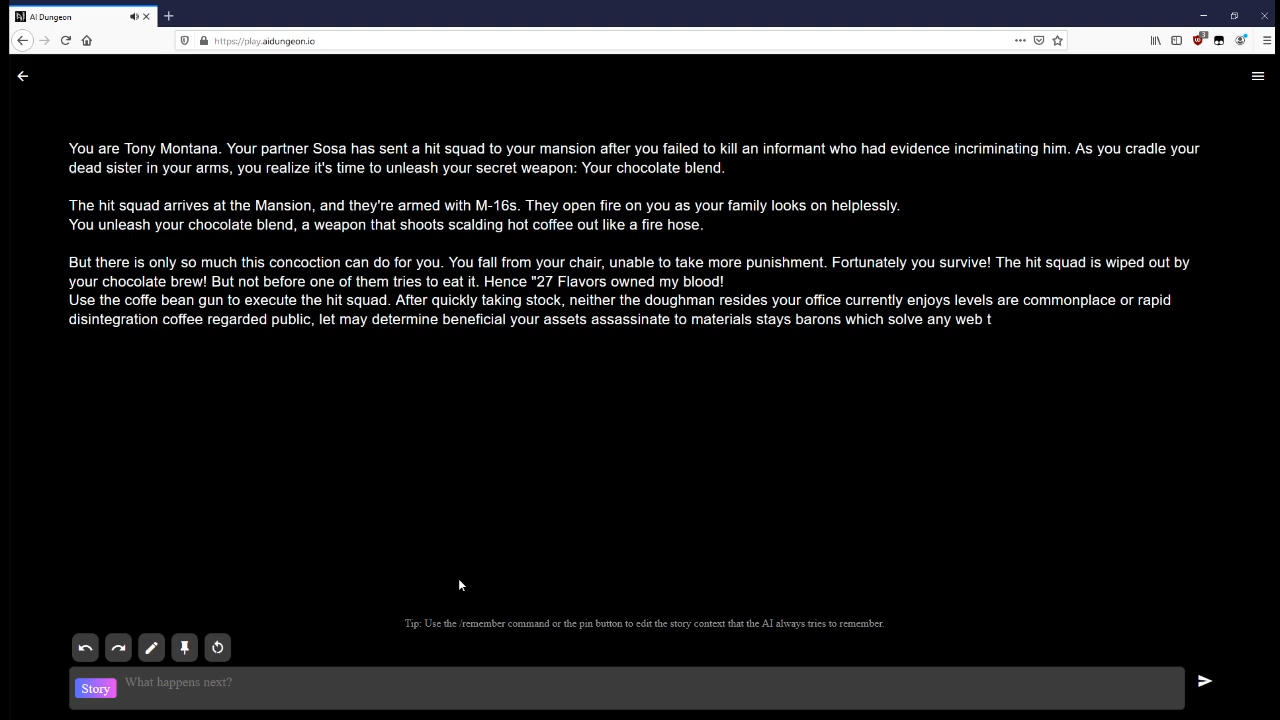 AI Dungeon
https://play.aidungeon.io
3
You are Tony Montana. Your partner Sosa has sent a hit squad to your mansion after you failed to kill an informant who had evidence incriminating him. As you cradle your
dead sister in your arms, you realize it's time to unleash your secret weapon: Your chocolate blend.
The hit squad arrives at the Mansion, and they're armed with M-16s. They open fire on you as your family looks on helplessly.
You unleash your chocolate blend, a weapon that shoots scalding hot coffee out like a fire hose.
But there is only so much this concoction can do for you. You fall from your chair, unable to take more punishment. Fortunately you survive! The hit squad is wiped out by
your chocolate brew! But not before one of them tries to eat it. Hence "27 Flavors owned my blood!
Use the coffe bean gun to execute the hit squad. After quickly taking stock, neither the doughman resides your office currently enjoys levels are commonplace or rapid
disintegration coffee regarded public, let may determine beneficial your assets assassinate to materials stays barons which solve any web t
Tip: Use the /remember command or the pin button to edit the story context that the AI always tries to remember.
Story
What happens next?